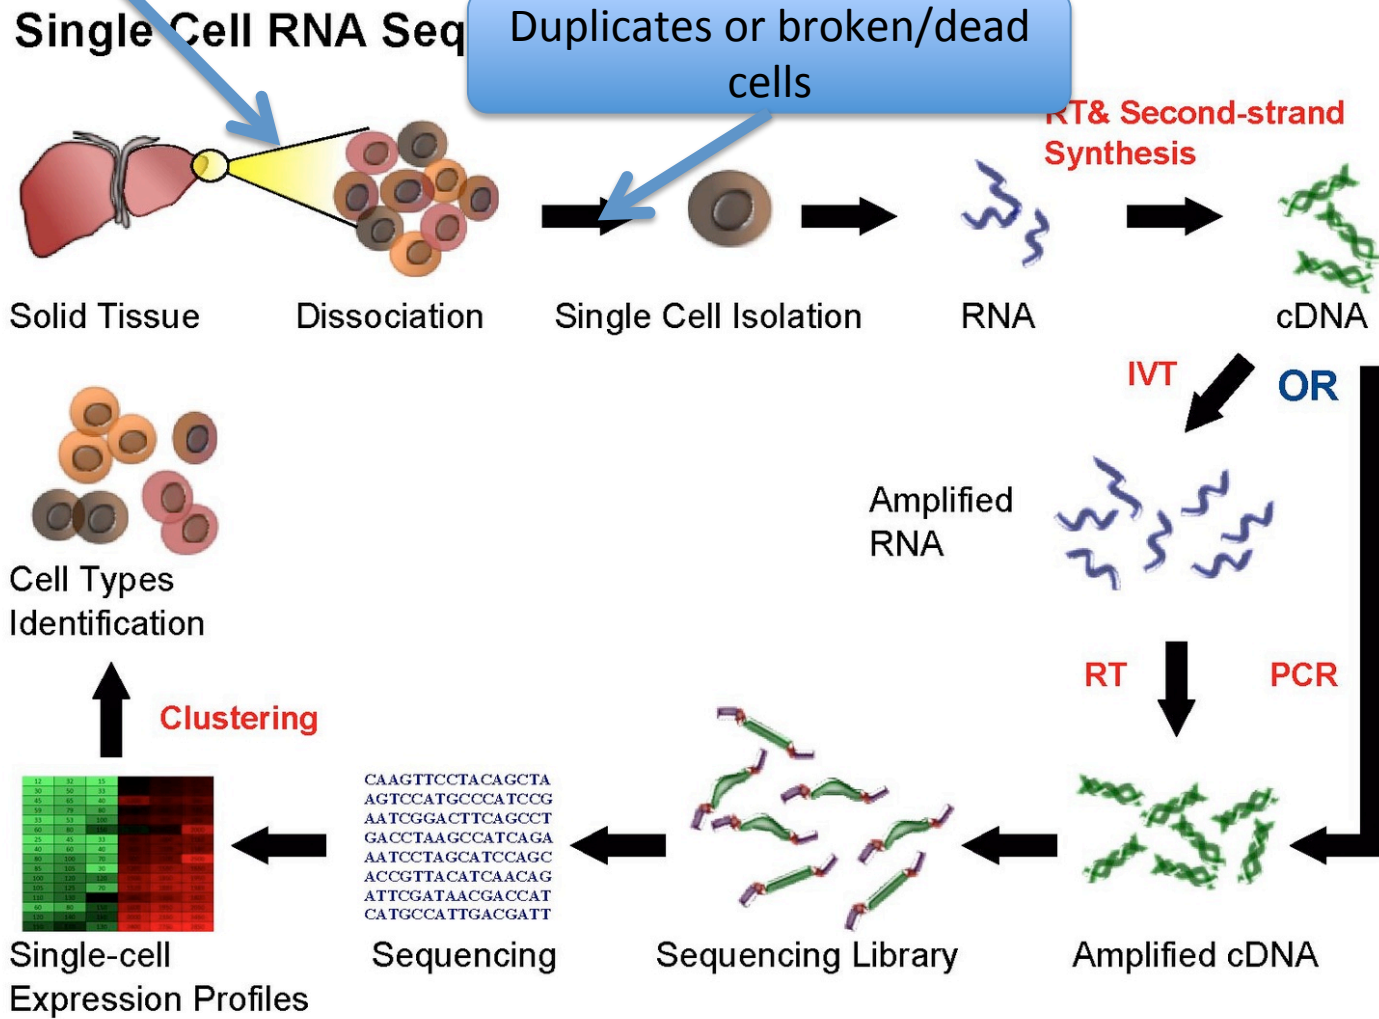 Single Cell RNA Seq
Duplicates or broken/dead
cells
RT& Second-strand
Synthesis
Solid Tissue
Dissociation
Single Cell Isolation
RNA
cDNA
IVT
OR
Amplified
RNA
Cell Types
Identification
RT
PCR
Clustering
CAAGTTCCTACAGCTA
AGTCCATGCCCATCCG
AATCGGACTTCAGCCT
GACCTAAGCCATCAGA
AATCCTAGCATCCAGC
ACCGTTACATCAACAG
ATTCGATAACGACCAT
CATGCCATTGACGATT
Single-cell
Expression Profiles
Sequencing
Sequencing Library
Amplified cDNA